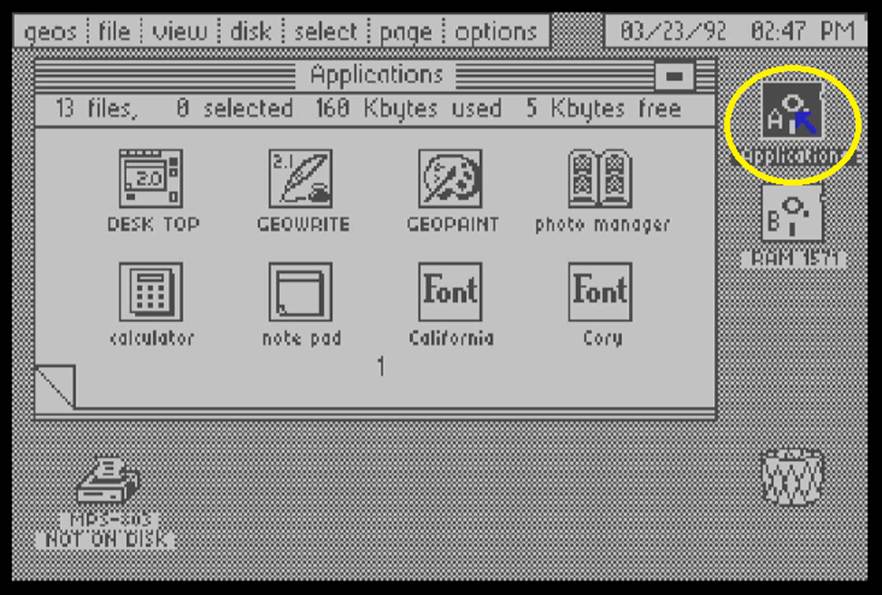 geos file view disk select page options 03/23/92 02:47 PM
Applications
13 files, 0 selected 160 Kbytes used 5 Kbytes free
A
Applications
2.0
2.1
DESK TOP GEOWRITE GEOPAINT photo manager
B
RAM 1571
Font Font
calculator note pad California Cory
1
MPS-803
NOT ON DISK